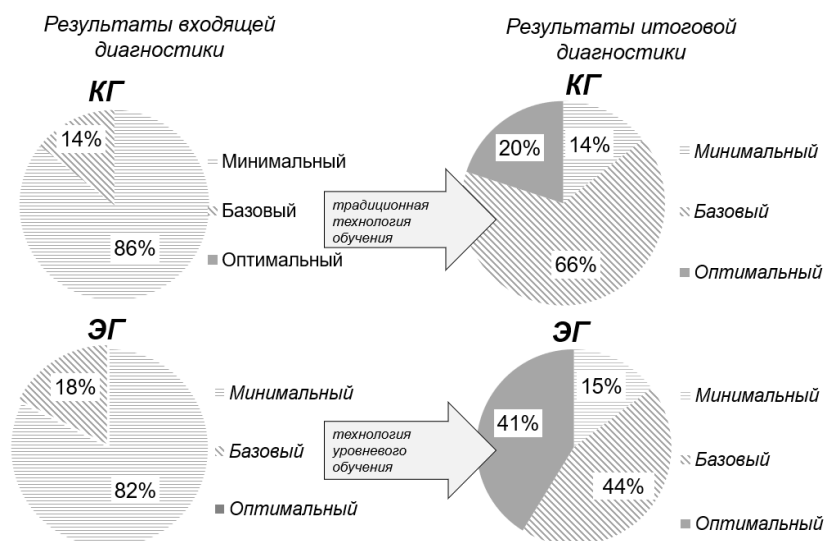 Результаты входящей
диагностики
КГ
14%
86%
Минимальный
Базовый
Оптимальный
традиционная
технология
обучения
Результаты итоговой
диагностики
КГ
20%
14%
66%
Минимальный
Базовый
Оптимальный
ЭГ
18%
82%
Минимальный
Базовый
Оптимальный
технология
уровневого
обучения
ЭГ
15%
41%
44%
Минимальный
Базовый
Оптимальный